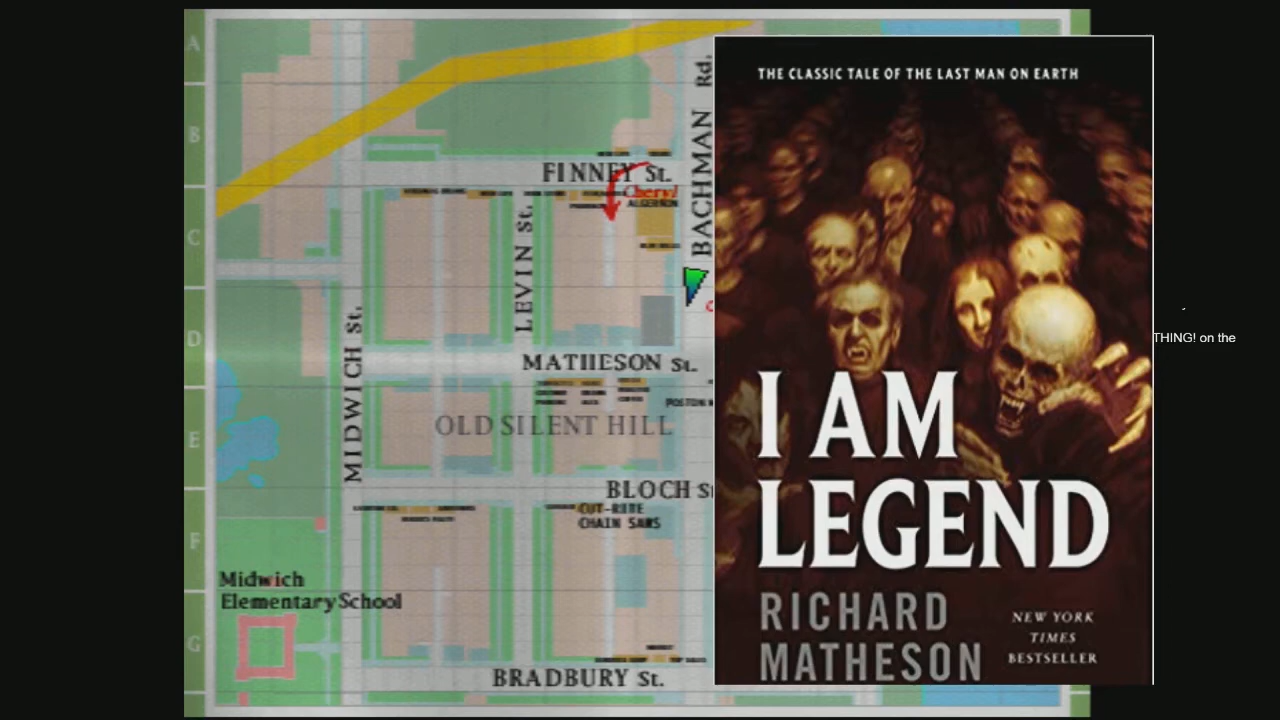 A
B
C
D
E
F
G
FINNEY St.
Cheryl
BACHMAN Rd.
LEVIN St.
MIDWICH St.
MATHESON St.
OLD SILENT HILL
BLOCH St
CUT-RITE
CHAIN SAWS
Midwich
Elementary School
BRADBURY St.
THE CLASSIC TALE OF THE LAST MAN ON EARTH
I AM
LEGEND
RICHARD
MATHESON
NEW YORK
TIMES
BESTSELLER
THING! on the